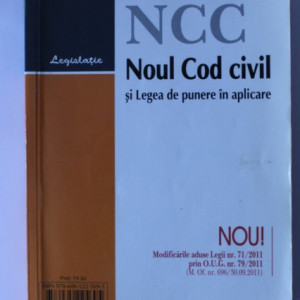 NCC
Legislație
Noul Cod civil
și Legea de punere în aplicare
NOU!
Modificările aduse Legii nr. 71/2011
prin O.U.G. nr. 79/2011
(M. Of. nr. 696/30.09.2011)